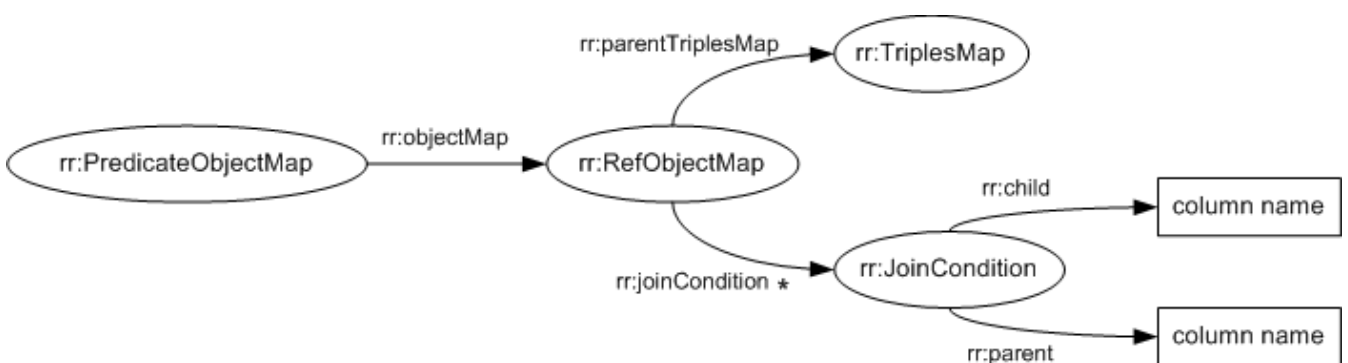 rr:parentTriplesMap
rr:TriplesMap
rr:objectMap
rr:PredicateObjectMap
rr:RefObjectMap
rr:child
column name
rr:joinCondition *
rr:JoinCondition
column name
rr:parent